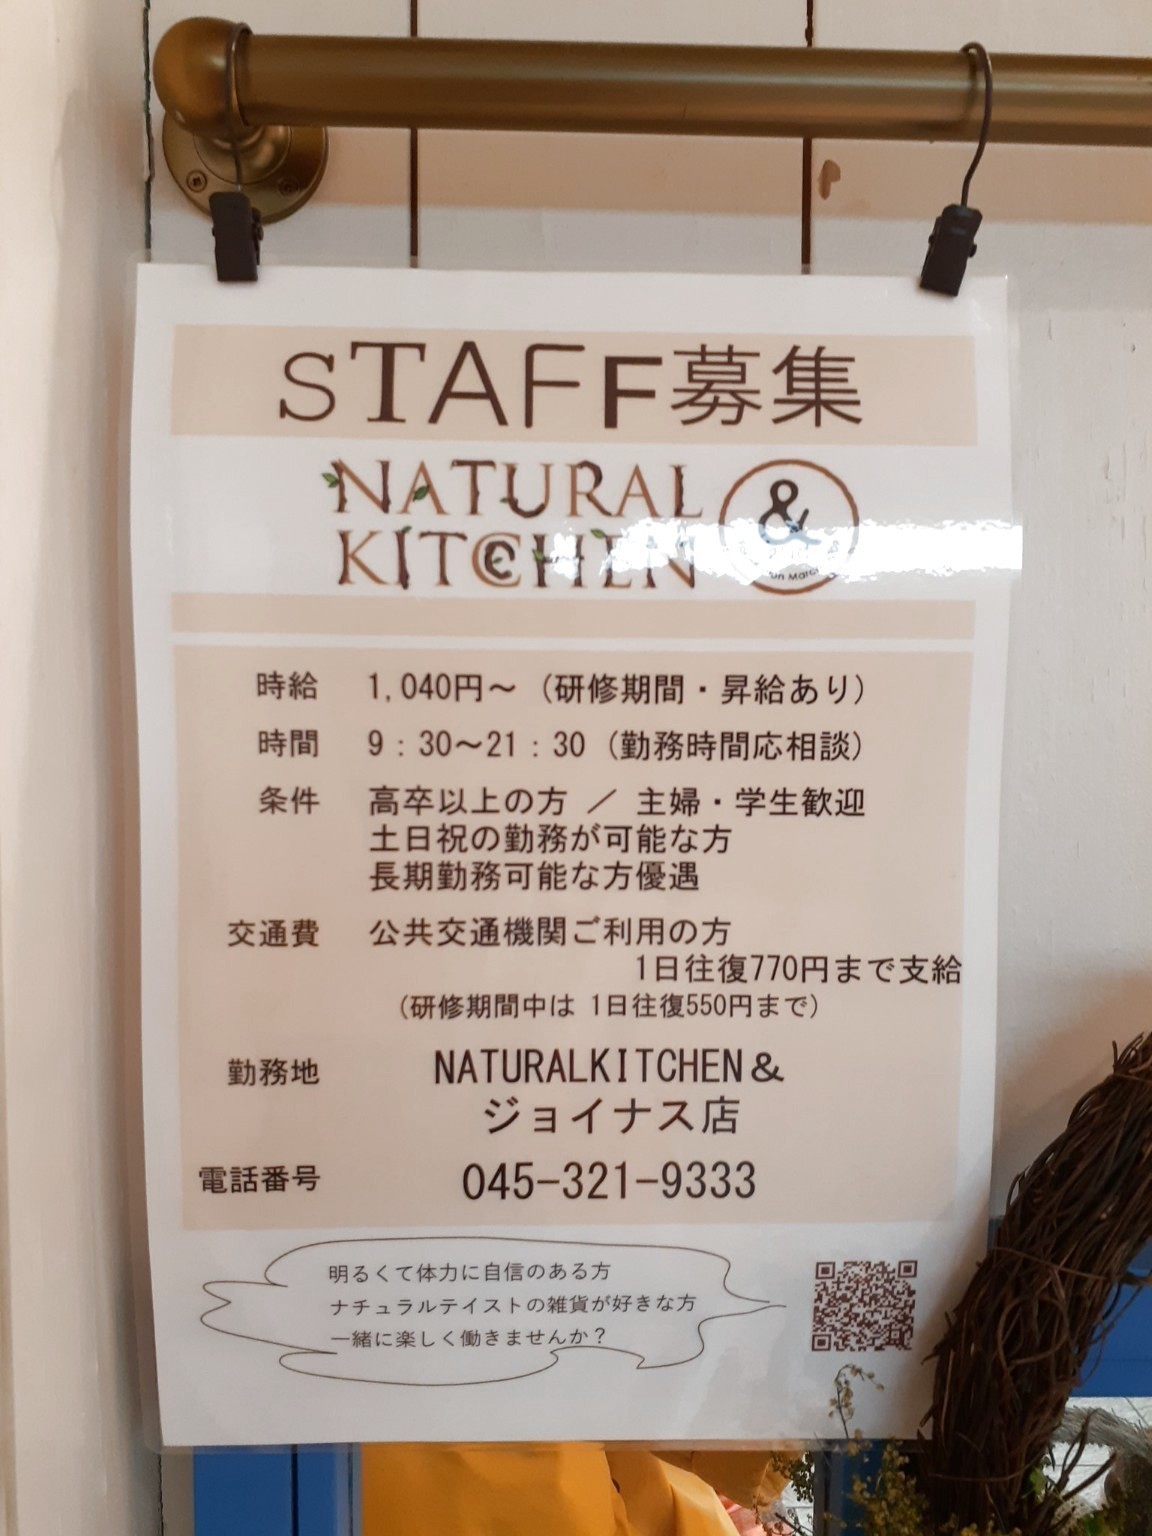 STAFF募集
NATURAL
KITCHEN
&
時給 1,040円～（研修期間・昇給あり）
時間 9：30～21：30（勤務時間応相談）
条件 高卒以上の方 ／ 主婦・学生歓迎
土日祝の勤務が可能な方
長期勤務可能な方優遇
交通費 公共交通機関ご利用の方
1日往復770円まで支給
（研修期間中は 1日往復550円まで）
勤務地 NATURALKITCHEN＆
ジョイナス店
電話番号 045-321-9333
明るくて体力に自信のある方
ナチュラルテイストの雑貨が好きな方
一緒に楽しく働きませんか？